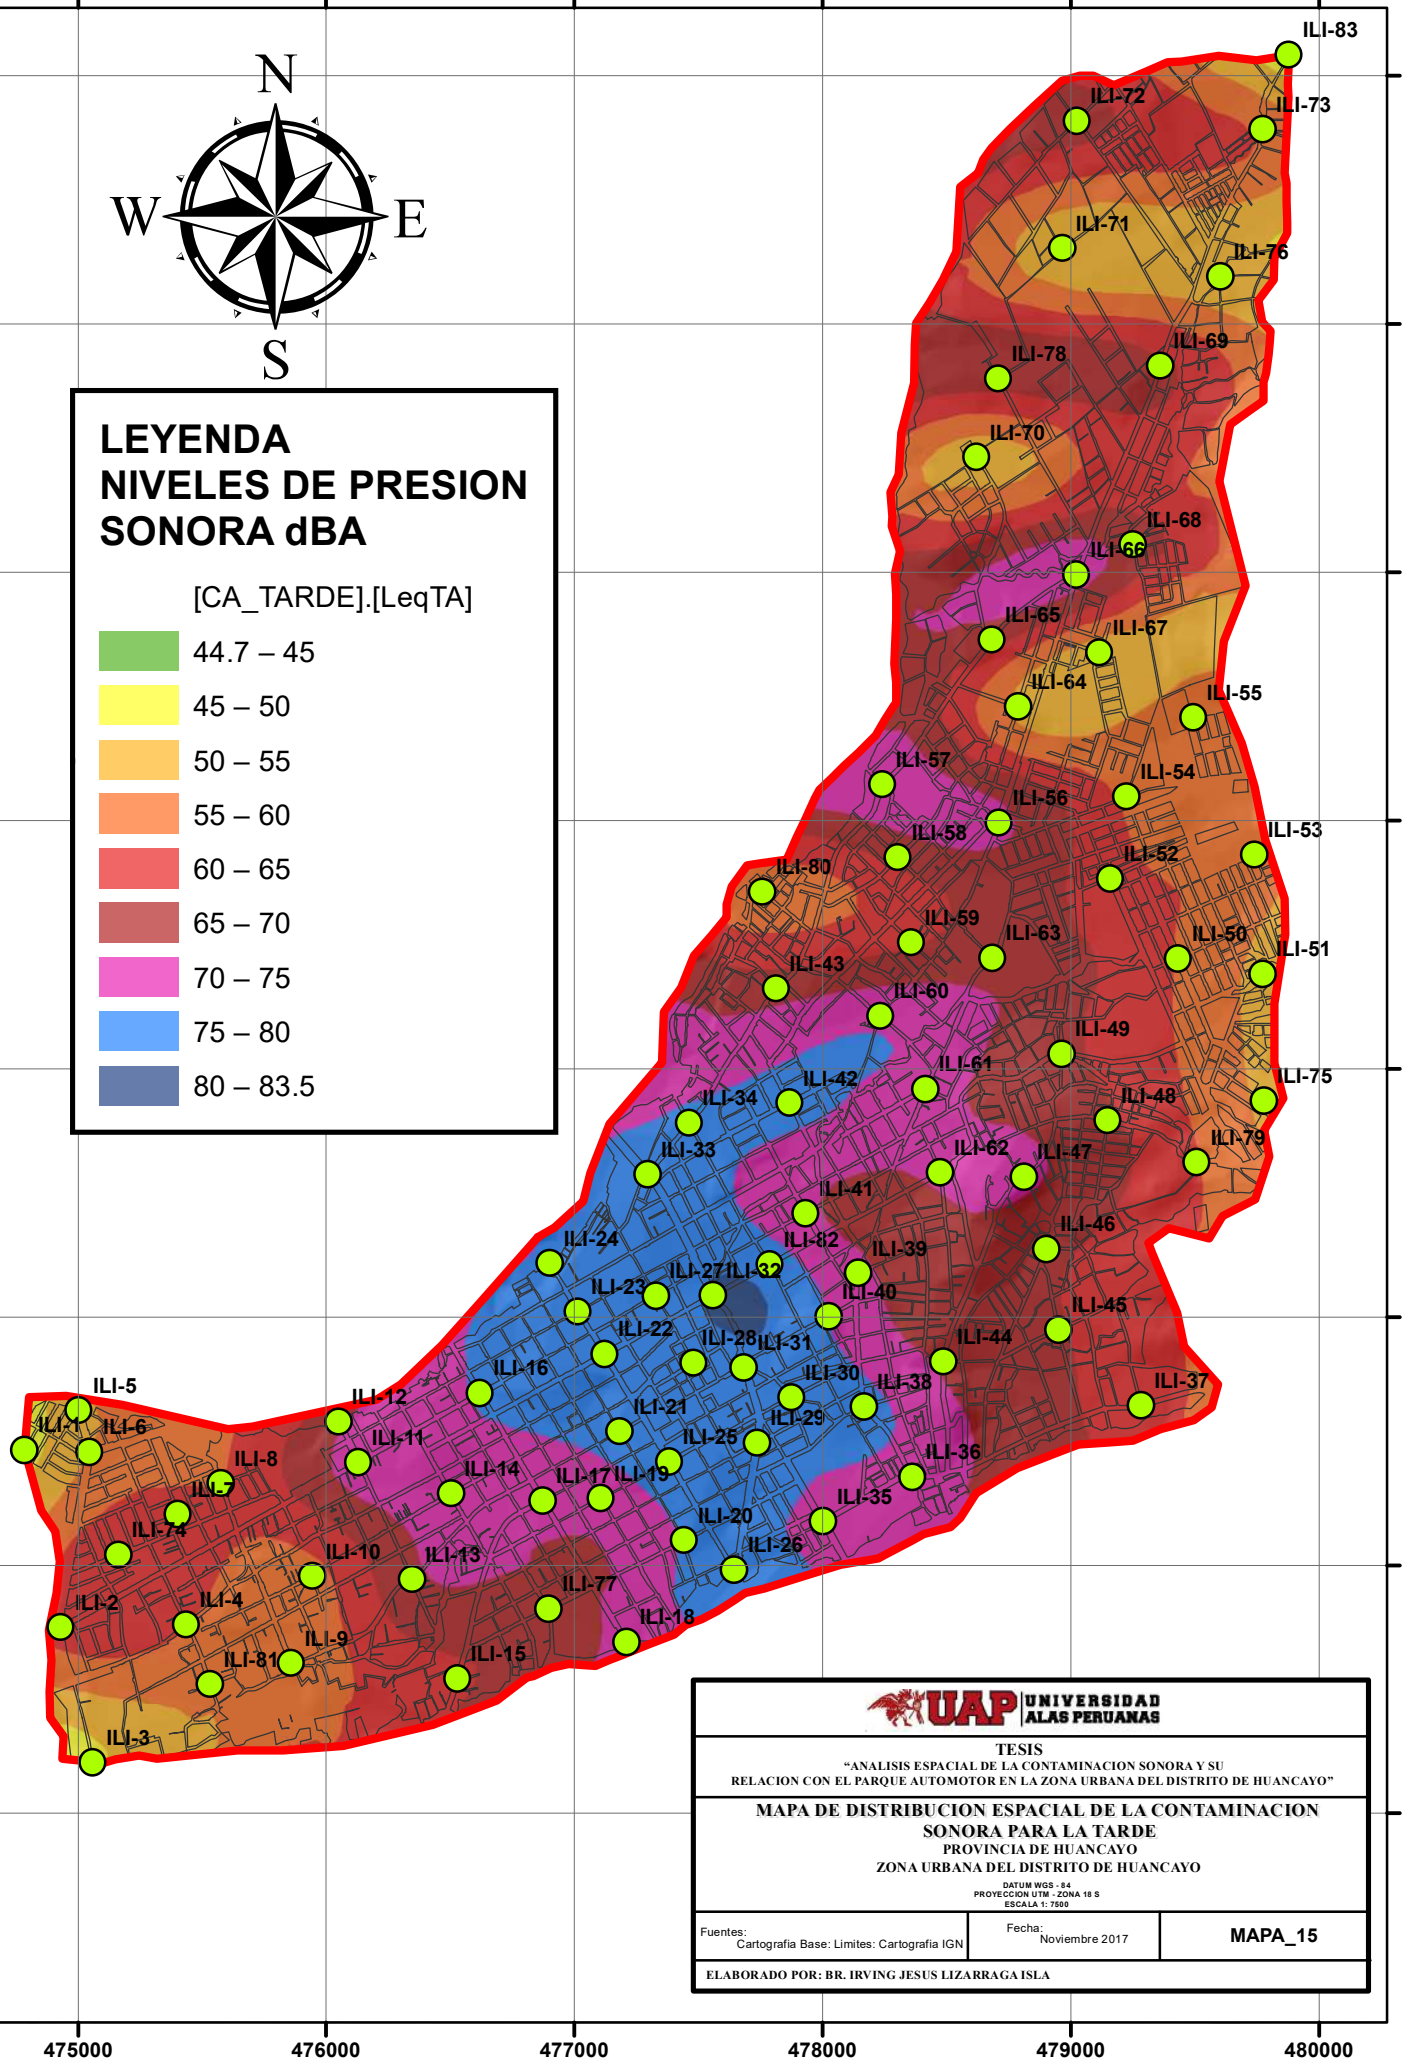 N
W
E
S
LEYENDA
NIVELES DE PRESION
SONORA dBA
[CA_TARDE].[LeqTA]
44.7 – 45
45 – 50
50 – 55
55 – 60
60 – 65
65 – 70
70 – 75
75 – 80
80 – 83.5
ILI-83
ILI-72
ILI-73
ILI-71
ILI-76
ILI-69
ILI-78
ILI-70
ILI-68
ILI-66
ILI-65
ILI-67
ILI-64
ILI-55
ILI-57
ILI-54
ILI-56
ILI-58
ILI-53
ILI-52
ILI-80
ILI-59
ILI-63
ILI-50
ILI-51
ILI-43
ILI-60
ILI-49
ILI-61
ILI-75
ILI-42
ILI-34
ILI-48
ILI-79
ILI-33
ILI-62
ILI-47
ILI-41
ILI-46
ILI-24
ILI-82
ILI-39
ILI-27
ILI-32
ILI-23
ILI-40
ILI-45
ILI-22
ILI-28
ILI-31
ILI-44
ILI-16
ILI-30
ILI-38
ILI-37
ILI-5
ILI-12
ILI-1
ILI-6
ILI-21
ILI-29
ILI-11
ILI-25
ILI-8
ILI-36
ILI-14
ILI-17
ILI-19
ILI-7
ILI-35
ILI-74
ILI-20
ILI-10
ILI-13
ILI-26
ILI-2
ILI-4
ILI-77
ILI-18
ILI-9
ILI-81
ILI-15
ILI-3
UAP UNIVERSIDAD
ALAS PERUANAS
TESIS
“ANALISIS ESPACIAL DE LA CONTAMINACION SONORA Y SU
RELACION CON EL PARQUE AUTOMOTOR EN LA ZONA URBANA DEL DISTRITO DE HUANCAYO”
MAPA DE DISTRIBUCION ESPACIAL DE LA CONTAMINACION
SONORA PARA LA TARDE
PROVINCIA DE HUANCAYO
ZONA URBANA DEL DISTRITO DE HUANCAYO
DATUM WGS - 84
PROYECCION UTM - ZONA 18 S
ESCALA 1: 7500
Fuentes:
Cartografia Base: Limites: Cartografia IGN
Fecha:
Noviembre 2017
MAPA_15
ELABORADO POR: BR. IRVING JESUS LIZARRAGA ISLA
475000
476000
477000
478000
479000
480000